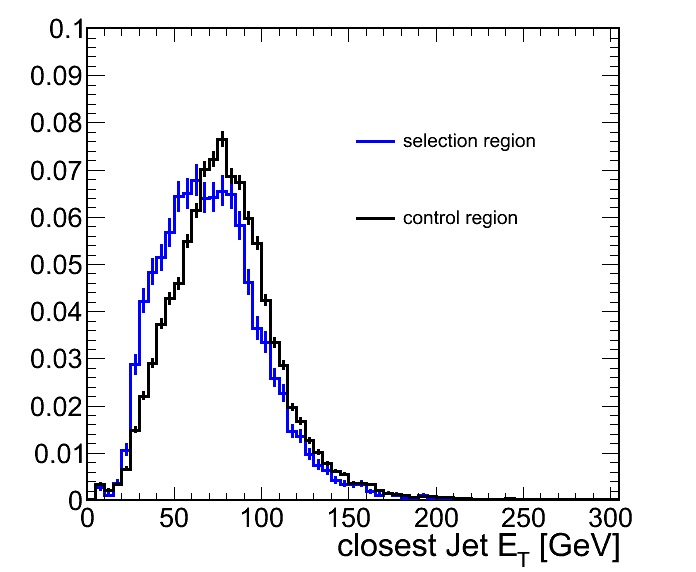 0.1
0.09
0.08
selection region
0.07
0.06
control region
0.05
0.04
0.03
0.02
0.01
0
0 50 100 150 200 250 300
closest Jet E_T [GeV]